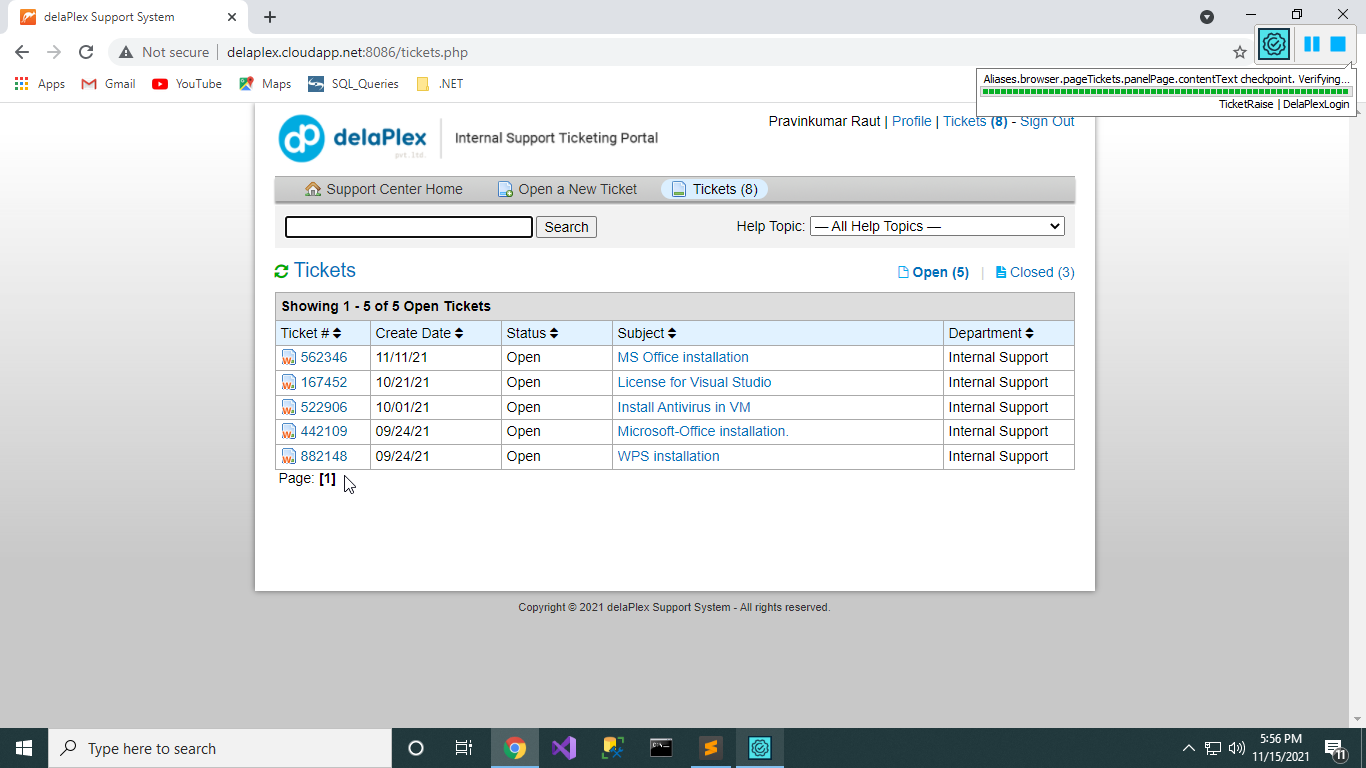 delaPlex Support System
Not secure | delaplex.cloudapp.net:8086/tickets.php
Apps Gmail YouTube Maps SQL_Queries .NET
Aliases.browser.pageTickets.panelPage.contentText checkpoint. Verifying...
TicketRaise | DelaPlexLogin
dp delaPlex pvt. ltd. Internal Support Ticketing Portal
Pravinkumar Raut | Profile | Tickets (8) - Sign Out
Support Center Home Open a New Ticket Tickets (8)
Search Help Topic: — All Help Topics —
Tickets Open (5) | Closed (3)
Showing 1 - 5 of 5 Open Tickets
Ticket # Create Date Status Subject Department
562346 11/11/21 Open MS Office installation Internal Support
167452 10/21/21 Open License for Visual Studio Internal Support
522906 10/01/21 Open Install Antivirus in VM Internal Support
442109 09/24/21 Open Microsoft-Office installation. Internal Support
882148 09/24/21 Open WPS installation Internal Support
Page: [1]
Copyright © 2021 delaPlex Support System - All rights reserved.
Type here to search
5:56 PM
11/15/2021
11